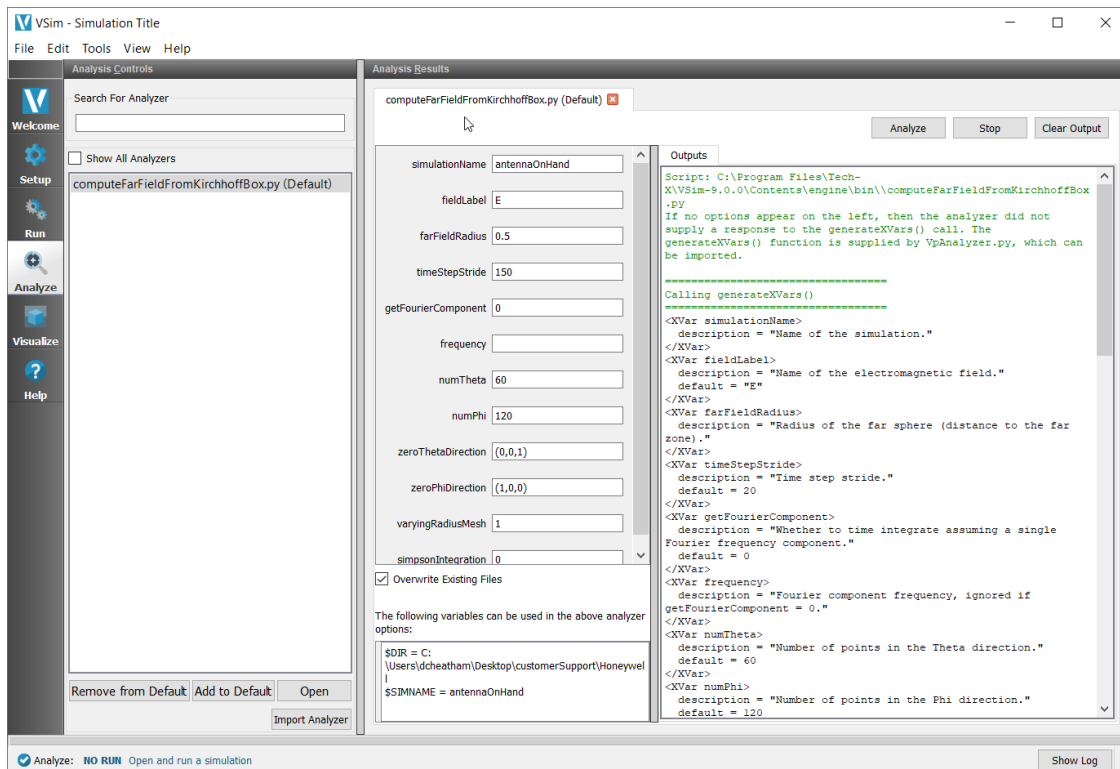 VSim - Simulation Title
File Edit Tools View Help
Analysis Controls
Welcome
Setup
Run
Analyze
Visualize
Help
Search For Analyzer
Show All Analyzers
computeFarFieldFromKirchhoffBox.py (Default)
Remove from Default Add to Default Open
Import Analyzer
Analysis Results
computeFarFieldFromKirchhoffBox.py (Default)
Analyze Stop Clear Output
simulationName antennaOnHand
fieldLabel E
farFieldRadius 0.5
timeStepStride 150
getFourierComponent 0
frequency
numTheta 60
numPhi 120
zeroThetaDirection (0,0,1)
zeroPhiDirection (1,0,0)
varyingRadiusMesh 1
simpsonIntegration 0
Overwrite Existing Files
The following variables can be used in the above analyzer
options:
$DIR = C:
\Users\dcheatham\Desktop\customerSupport\Honeywel
l
$SIMNAME = antennaOnHand
Outputs
Script: C:\Program Files\Tech-
X\VSim-9.0.0\Contents\engine\bin\\computeFarFieldFromKirchhoffBox
.py
If no options appear on the left, then the analyzer did not
supply a response to the generateXVars() call. The
generateXVars() function is supplied by VpAnalyzer.py, which can
be imported.
==================================
Calling generateXVars()
==================================
<XVar simulationName>
description = "Name of the simulation."
</XVar>
<XVar fieldLabel>
description = "Name of the electromagnetic field."
default = "E"
</XVar>
<XVar farFieldRadius>
description = "Radius of the far sphere (distance to the far
zone)."
</XVar>
<XVar timeStepStride>
description = "Time step stride."
default = 20
</XVar>
<XVar getFourierComponent>
description = "Whether to time integrate assuming a single
Fourier frequency component."
default = 0
</XVar>
<XVar frequency>
description = "Fourier component frequency, ignored if
getFourierComponent = 0."
</XVar>
<XVar numTheta>
description = "Number of points in the Theta direction."
default = 60
</XVar>
<XVar numPhi>
description = "Number of points in the Phi direction."
default = 120
Analyze: NO RUN Open and run a simulation
Show Log